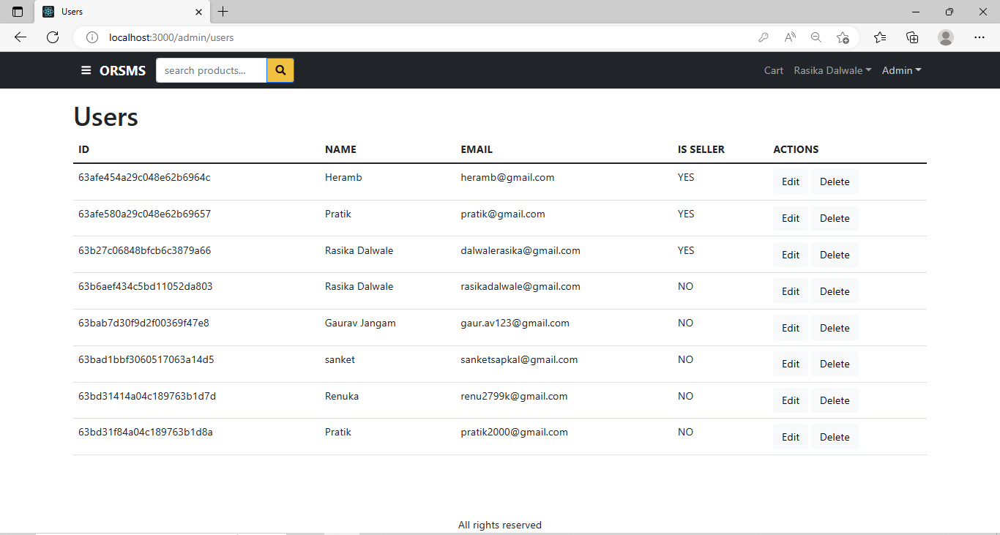 Users
localhost:3000/admin/users
ORSMS search products... Cart Rasika Dalwale Admin
Users
ID NAME EMAIL IS SELLER ACTIONS
63afe454a29c048e62b6964c Heramb heramb@gmail.com YES Edit Delete
63afe580a29c048e62b69657 Pratik pratik@gmail.com YES Edit Delete
63b27c06848bfcb6c3879a66 Rasika Dalwale dalwalerasika@gmail.com YES Edit Delete
63b6aef434c5bd11052da803 Rasika Dalwale rasikadalwale@gmail.com NO Edit Delete
63bab7d30f9d2f00369f47e8 Gaurav Jangam gaur.av123@gmail.com NO Edit Delete
63bad1bbf3060517063a14d5 sanket sanketsapkal@gmail.com NO Edit Delete
63bd31414a04c189763b1d7d Renuka renu2799k@gmail.com NO Edit Delete
63bd31f84a04c189763b1d8a Pratik pratik2000@gmail.com NO Edit Delete
All rights reserved